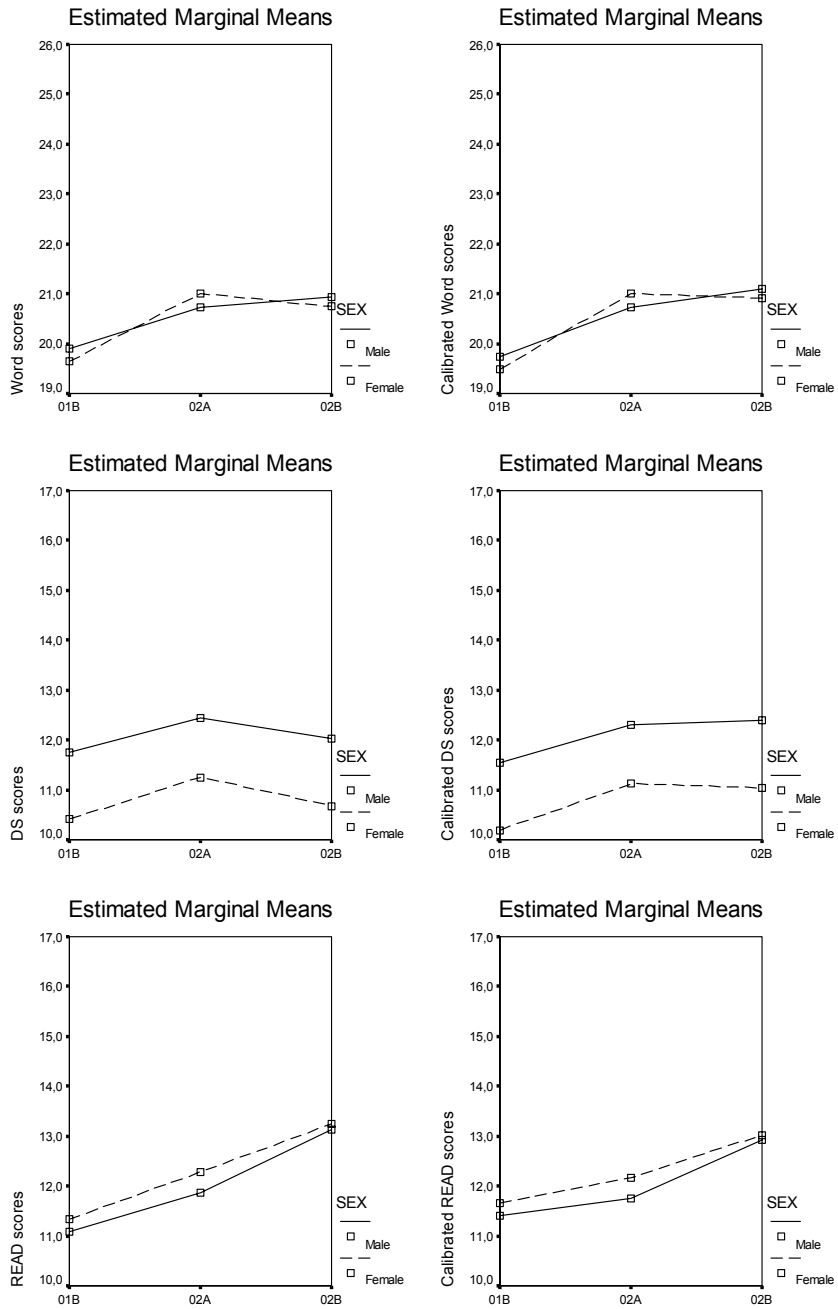 Estimated Marginal Means
26,0
25,0
24,0
23,0
22,0
21,0
20,0
19,0
Word scores
01B 02A 02B
SEX
Male
Female
Estimated Marginal Means
26,0
25,0
24,0
23,0
22,0
21,0
20,0
19,0
Calibrated Word scores
01B 02A 02B
SEX
Male
Female
Estimated Marginal Means
17,0
16,0
15,0
14,0
13,0
12,0
11,0
10,0
DS scores
01B 02A 02B
SEX
Male
Female
Estimated Marginal Means
17,0
16,0
15,0
14,0
13,0
12,0
11,0
10,0
Calibrated DS scores
01B 02A 02B
SEX
Male
Female
Estimated Marginal Means
17,0
16,0
15,0
14,0
13,0
12,0
11,0
10,0
READ scores
01B 02A 02B
SEX
Male
Female
Estimated Marginal Means
17,0
16,0
15,0
14,0
13,0
12,0
11,0
10,0
Calibrated READ scores
01B 02A 02B
SEX
Male
Female